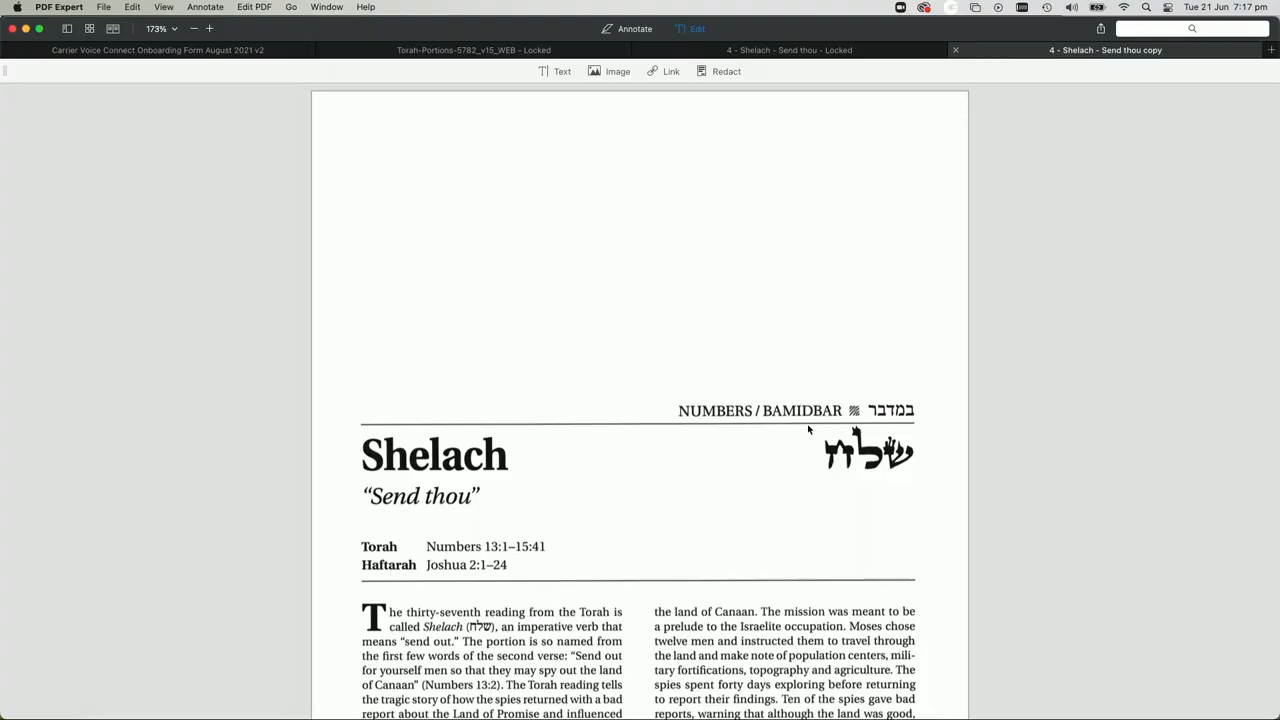 PDF Expert File Edit View Annotate Edit PDF Go Window Help Tue 21 Jun 7:17 pm
173% Annotate Edit
Carrier Voice Connect Onboarding Form August 2021 v2 Torah-Portions-5782_v15_WEB - Locked 4 - Shelach - Send thou - Locked 4 - Shelach - Send thou copy
Text Image Link Redact
NUMBERS / BAMIDBAR במדבר
Shelach שלח
“Send thou”
Torah Numbers 13:1–15:41
Haftarah Joshua 2:1–24
The thirty-seventh reading from the Torah is
called Shelach (שלח), an imperative verb that
means “send out.” The portion is so named from
the first few words of the second verse: “Send out
for yourself men so that they may spy out the land
of Canaan” (Numbers 13:2). The Torah reading tells
the tragic story of how the spies returned with a bad
report about the Land of Promise and influenced
the land of Canaan. The mission was meant to be
a prelude to the Israelite occupation. Moses chose
twelve men and instructed them to travel through
the land and make note of population centers, mili-
tary fortifications, topography and agriculture. The
spies spent forty days exploring before returning
to report their findings. Ten of the spies gave bad
reports, warning that although the land was good,